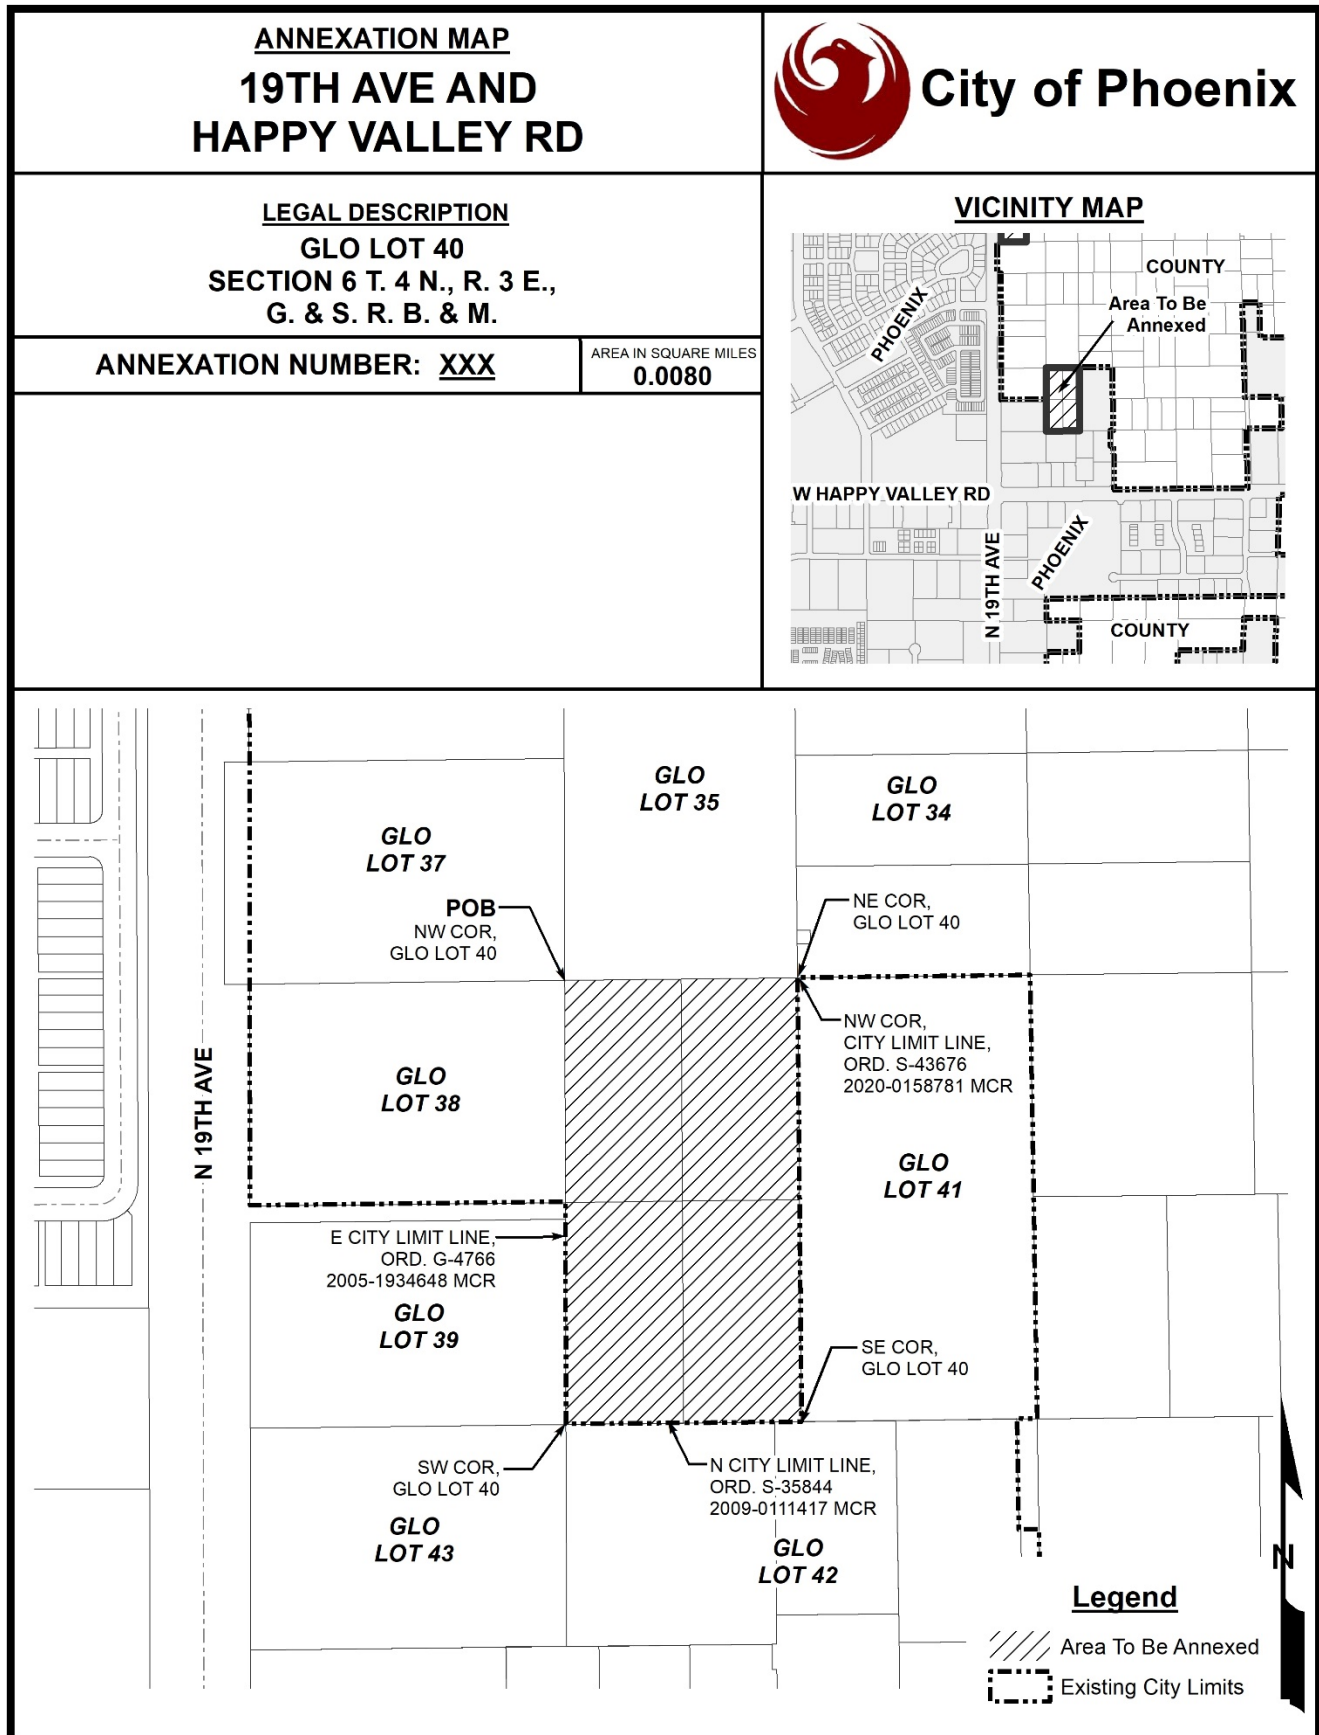 ANNEXATION MAP
19TH AVE AND
HAPPY VALLEY RD
City of Phoenix
LEGAL DESCRIPTION
GLO LOT 40
SECTION 6 T. 4 N., R. 3 E.,
G. & S. R. B. & M.
ANNEXATION NUMBER: XXX
AREA IN SQUARE MILES
0.0080
VICINITY MAP
COUNTY
PHOENIX
Area To Be
Annexed
W HAPPY VALLEY RD
N 19TH AVE
PHOENIX
COUNTY
GLO
LOT 35
GLO
LOT 34
GLO
LOT 37
POB
NW COR,
GLO LOT 40
NE COR,
GLO LOT 40
NW COR,
CITY LIMIT LINE,
ORD. S-43676
2020-0158781 MCR
N 19TH AVE
GLO
LOT 38
GLO
LOT 41
E CITY LIMIT LINE,
ORD. G-4766
2005-1934648 MCR
GLO
LOT 39
SE COR,
GLO LOT 40
SW COR,
GLO LOT 40
N CITY LIMIT LINE,
ORD. S-35844
2009-0111417 MCR
GLO
LOT 43
GLO
LOT 42
N
Legend
Area To Be Annexed
Existing City Limits